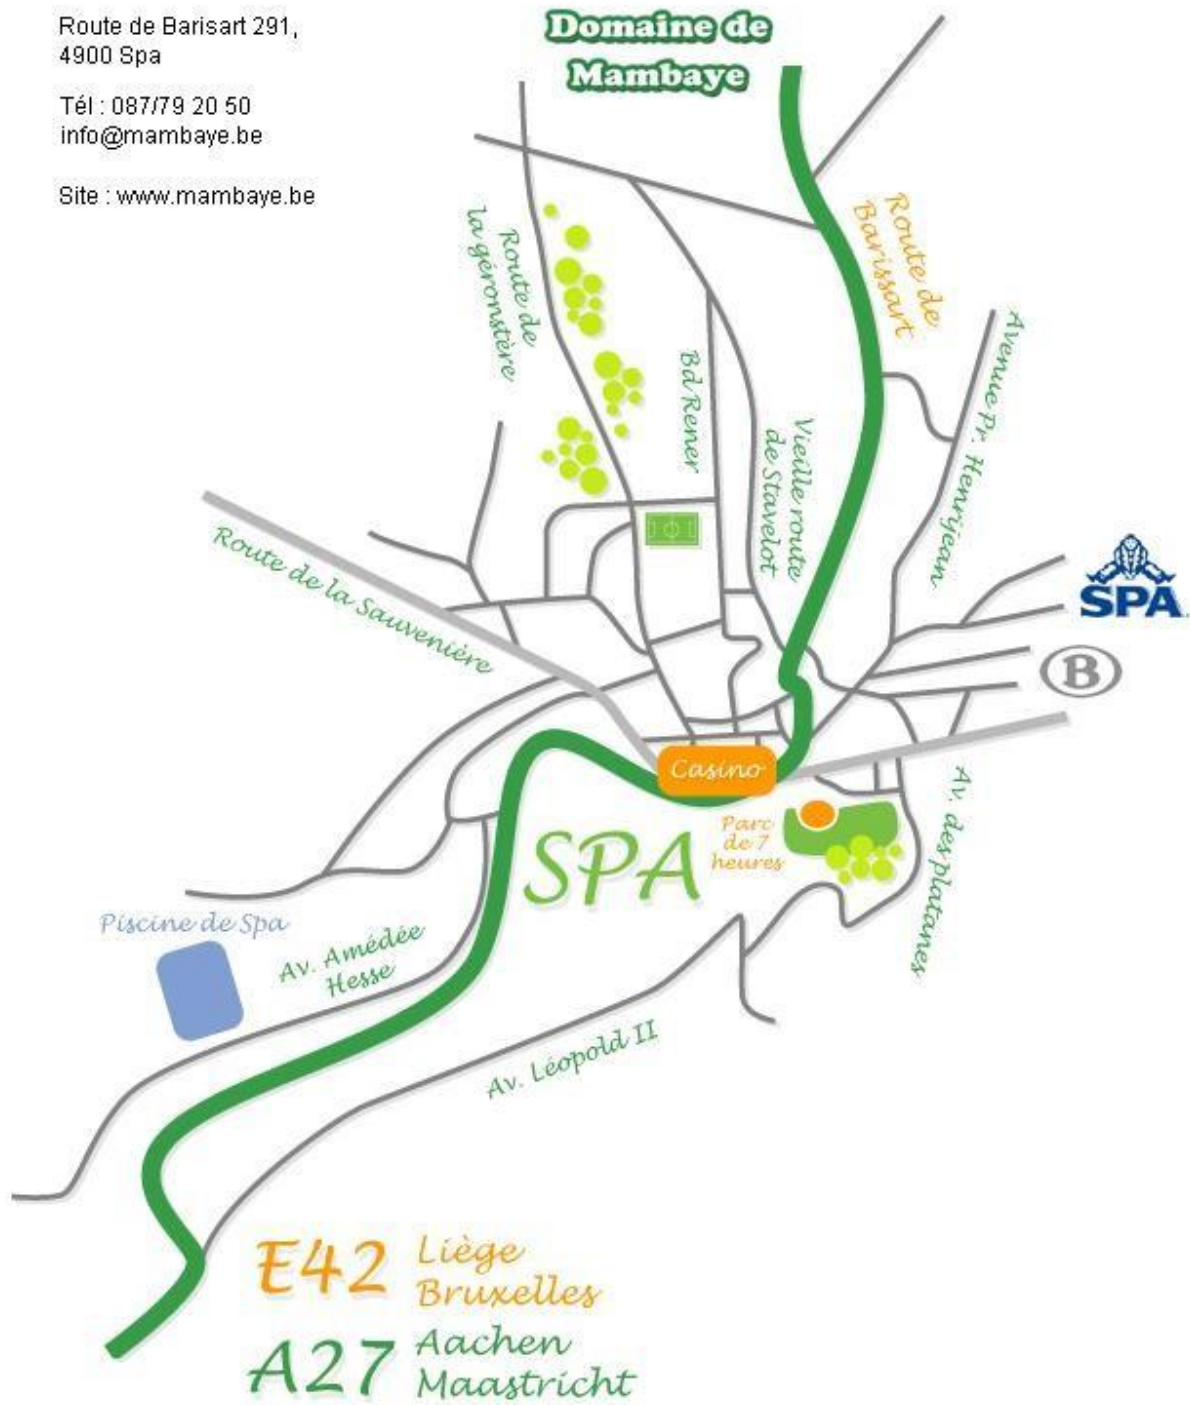 Route de Barisart 291,
4900 Spa
Tél : 087/79 20 50
info@mambaye.be
Site : www.mambaye.be
Domaine de
Mambaye
Route de
Barissart
Route de
la géronstère
Avenue Pr. Henrijean
Bd Rener
Vieille route
de Stavelot
Route de la Sauvenière
SPA
B
Casino
Av. des platanes
SPA
Parc
de 7
heures
Piscine de Spa
Av. Amédée
Hesse
Av. Léopold II
E42
Liège
Bruxelles
A27
Aachen
Maastricht